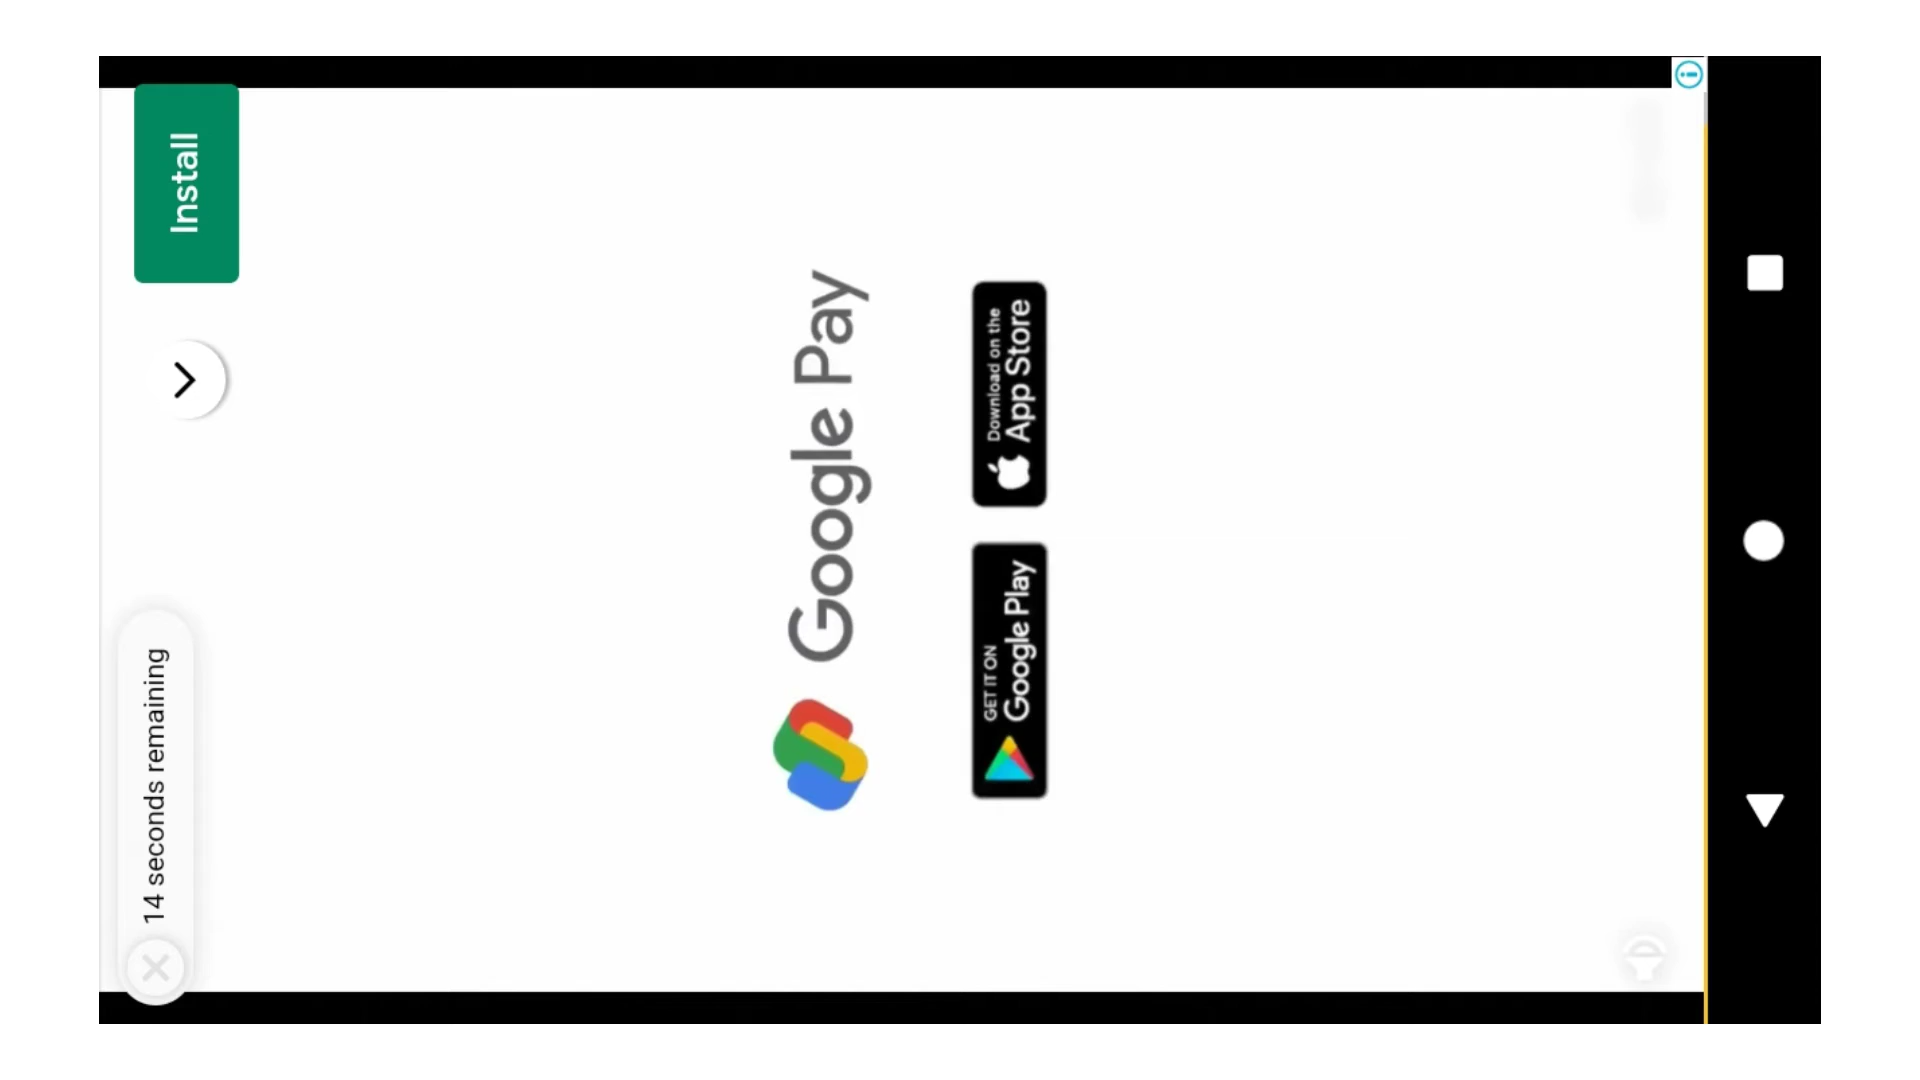 14 seconds remaining
Install
Google Pay
GET IT ON
Google Play
Download on the
App Store